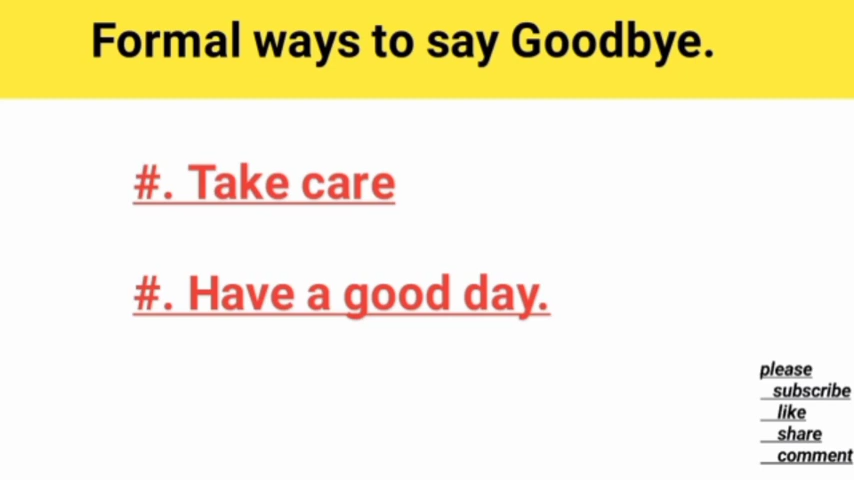 Formal ways to say Goodbye.
#. Take care
#. Have a good day.
please
subscribe
like
share
comment